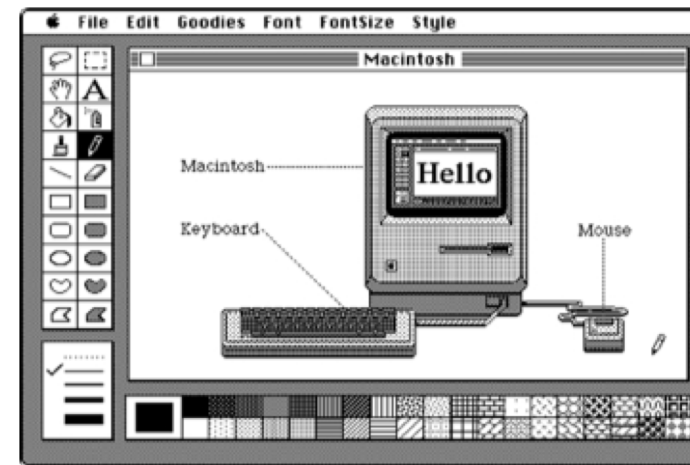 File Edit Goodies Font FontSize Style
A
Macintosh
Hello
Macintosh
Keyboard
Mouse